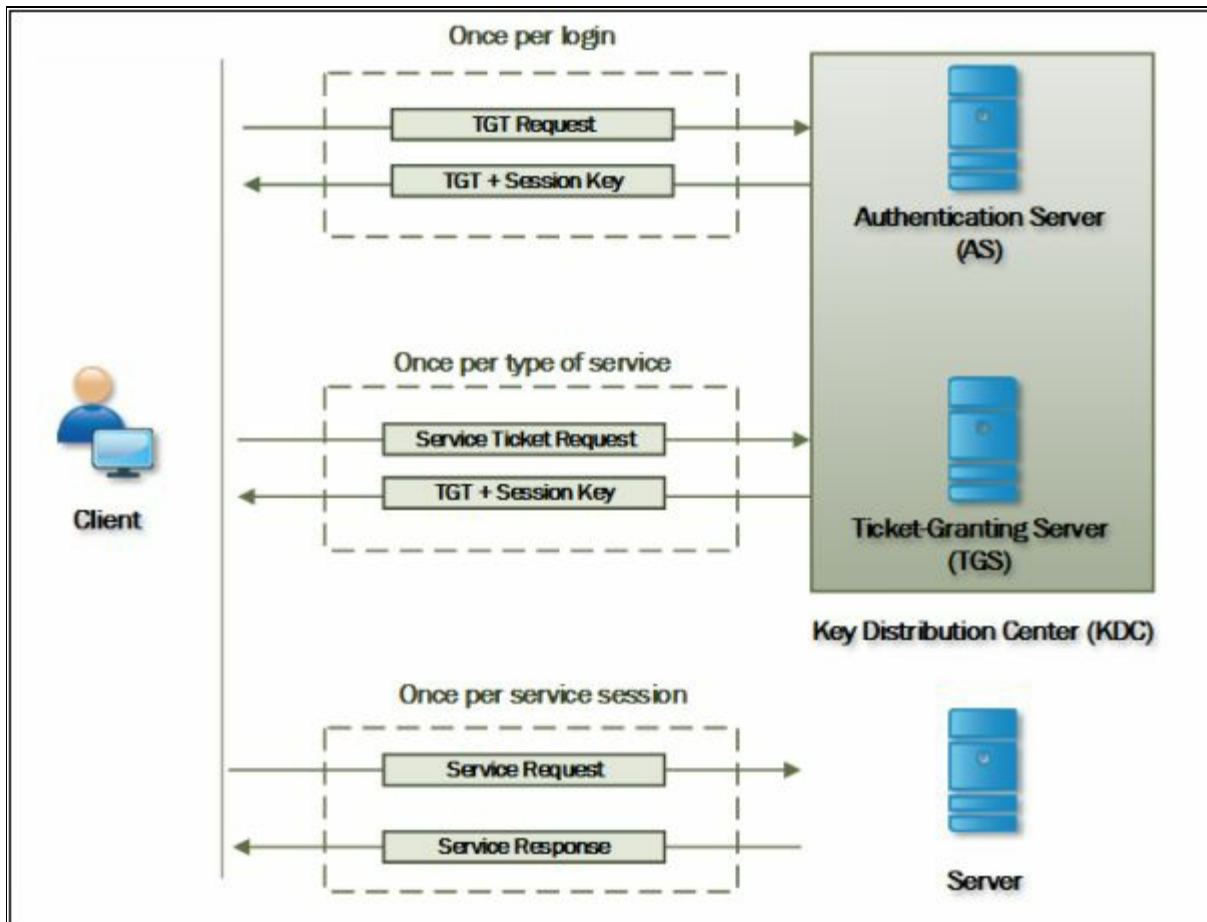 Once per login
TGT Request
TGT + Session Key
Authentication Server
(AS)
Once per type of service
Service Ticket Request
TGT + Session Key
Client
Ticket-Granting Server
(TGS)
Key Distribution Center (KDC)
Once per service session
Service Request
Service Response
Server